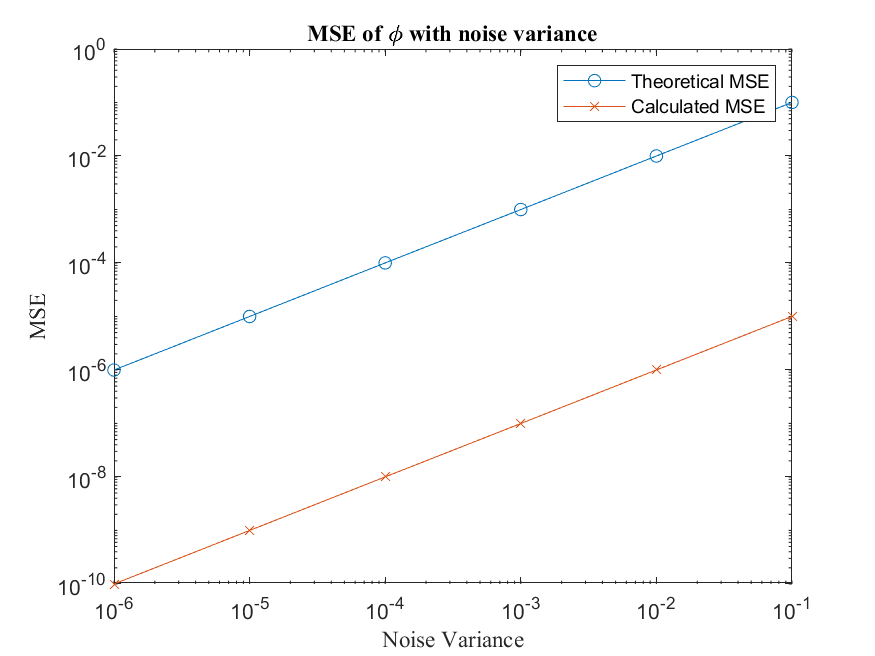 MSE of ϕ with noise variance
Theoretical MSE
Calculated MSE
MSE
10^0
10^-2
10^-4
10^-6
10^-8
10^-10
10^-6 10^-5 10^-4 10^-3 10^-2 10^-1
Noise Variance